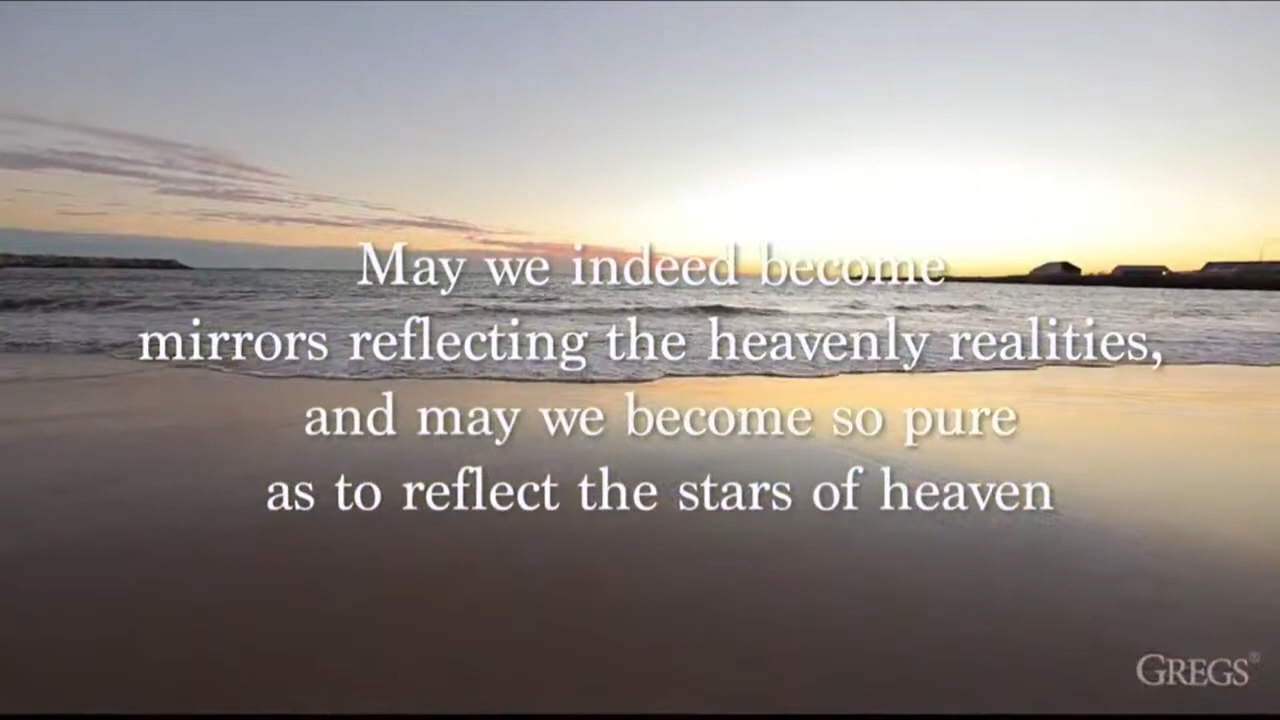 May we indeed become
mirrors reflecting the heavenly realities,
and may we become so pure
as to reflect the stars of heaven
GREGS®